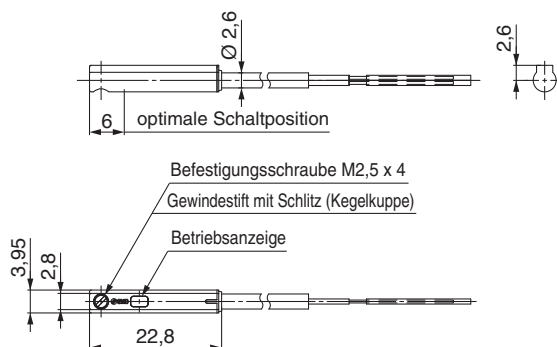 Ø 2,6
2,6
6
optimale Schaltposition
Befestigungsschraube M2,5 x 4
Gewindestift mit Schlitz (Kegelkuppe)
Betriebsanzeige
3,95
2,8
22,8